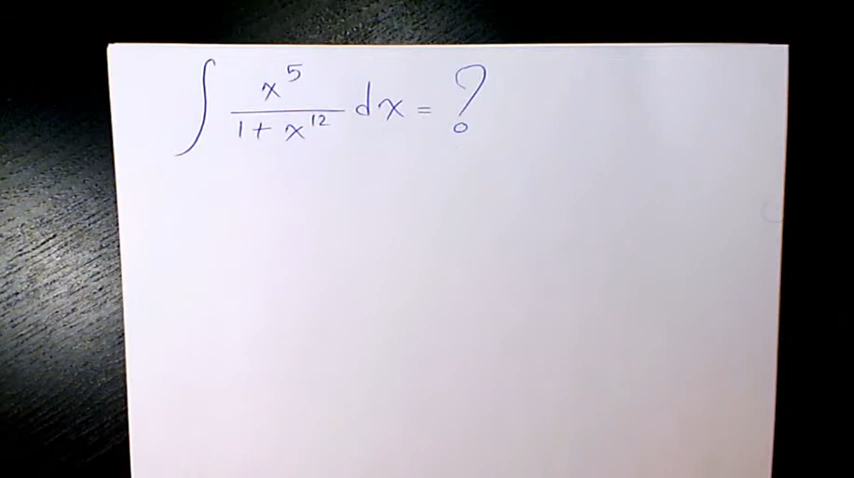 ∫ x⁵/(1 + x¹²) dx = ?